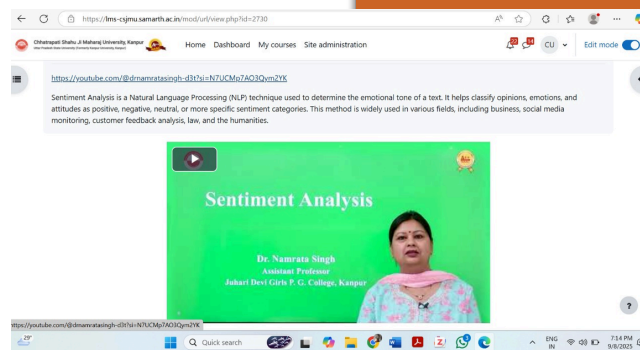 https://lms-csjmu.samarth.ac.in/mod/url/view.php?id=2730
Chhatrapati Shahu Ji Maharaj University, Kanpur
Home Dashboard My courses Site administration
CU
Edit mode
https://youtube.com/@drnamratasingh-d3t?si=N7UCMp7AO3Qym2YK
Sentiment Analysis is a Natural Language Processing (NLP) technique used to determine the emotional tone of a text. It helps classify opinions, emotions, and
attitudes as positive, negative, neutral, or more specific sentiment categories. This method is widely used in various fields, including business, social media
monitoring, customer feedback analysis, law, and the humanities.
Sentiment Analysis
Dr. Namrata Singh
Assistant Professor
Juhari Devi Girls P. G. College, Kanpur
?
https://youtube.com/@drnamratasingh-d3t?si=N7UCMp7AO3Qym2YK
29°
Quick search
ENG
IN
7:14 PM
9/8/2025